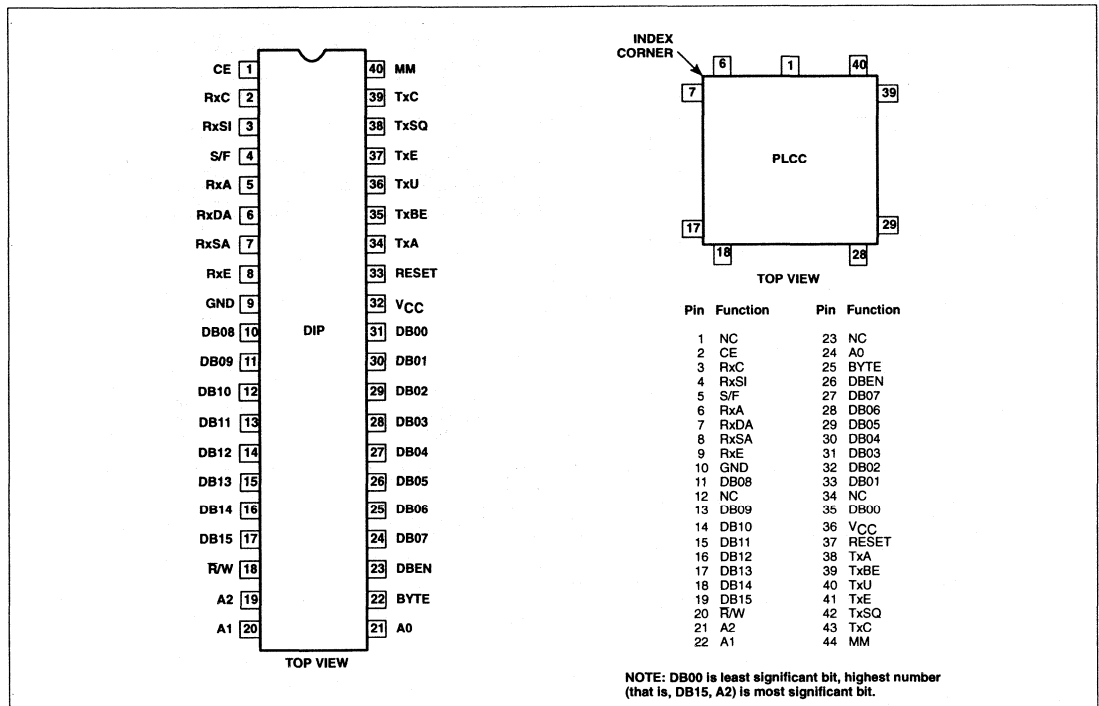 CE 1
RxC 2
RxSI 3
S/F 4
RxA 5
RxDA 6
RxSA 7
RxE 8
GND 9
DB08 10
DB09 11
DB10 12
DB11 13
DB12 14
DB13 15
DB14 16
DB15 17
R̅/W 18
A2 19
A1 20
DIP
40 MM
39 TxC
38 TxSQ
37 TxE
36 TxU
35 TxBE
34 TxA
33 RESET
32 VCC
31 DB00
30 DB01
29 DB02
28 DB03
27 DB04
26 DB05
25 DB06
24 DB07
23 DBEN
22 BYTE
21 A0
TOP VIEW
INDEX
CORNER
6 1 40
7 39
PLCC
17 29
18 28
TOP VIEW
Pin Function Pin Function
1 NC 23 NC
2 CE 24 A0
3 RxC 25 BYTE
4 RxSI 26 DBEN
5 S/F 27 DB07
6 RxA 28 DB06
7 RxDA 29 DB05
8 RxSA 30 DB04
9 RxE 31 DB03
10 GND 32 DB02
11 DB08 33 DB01
12 NC 34 NC
13 DB09 35 DB00
14 DB10 36 VCC
15 DB11 37 RESET
16 DB12 38 TxA
17 DB13 39 TxBE
18 DB14 40 TxU
19 DB15 41 TxE
20 R̅/W 42 TxSQ
21 A2 43 TxC
22 A1 44 MM
NOTE: DB00 is least significant bit, highest number
(that is, DB15, A2) is most significant bit.